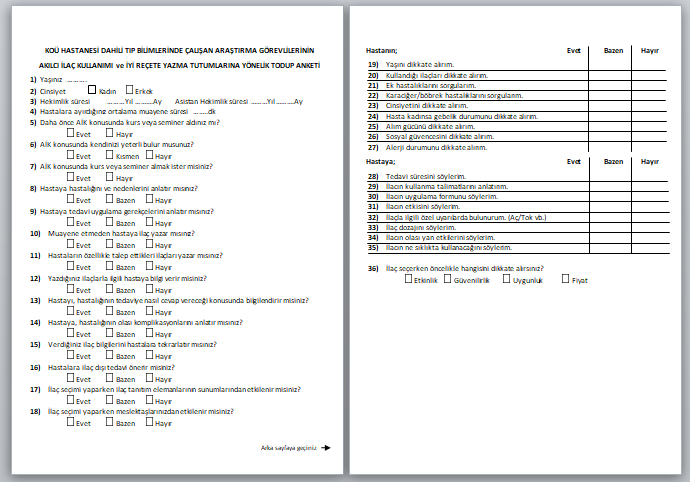 KOÜ HASTANESİ DAHİLİ TIP BİLİMLERİNDE ÇALIŞAN ARAŞTIRMA GÖREVLİLERİNİN
AKILCI İLAÇ KULLANIMI ve İYİ REÇETE YAZMA TUTUMLARINA YÖNELİK TODUP ANKETİ
1) Yaşınız ...........
2) Cinsiyet Kadın Erkek
3) Hekimlik süresi ..........Yıl ..........Ay Asistan Hekimlik süresi ........Yıl .........Ay
4) Hastalara ayırdığınız ortalama muayene süresi .......dk
5) Daha önce AİK konusunda kurs veya seminer aldınız mı?
Evet Hayır
6) AİK konusunda kendinizi yeterli bulur musunuz?
Evet Kısmen Hayır
7) AİK konusunda kurs veya seminer almak ister misiniz?
Evet Hayır
8) Hastaya hastalığını ve nedenlerini anlatır mısınız?
Evet Bazen Hayır
9) Hastaya tedavi uygulama gerekçelerini anlatır mısınız?
Evet Bazen Hayır
10) Muayene etmeden hastaya ilaç yazar mısınız?
Evet Bazen Hayır
11) Hastaların özellikle talep ettikleri ilaçları yazar mısınız?
Evet Bazen Hayır
12) Yazdığınız ilaçlarla ilgili hastaya bilgi verir misiniz?
Evet Bazen Hayır
13) Hastayı, hastalığının tedaviye nasıl cevap vereceği konusunda bilgilendirir misiniz?
Evet Bazen Hayır
14) Hastaya, hastalığının olası komplikasyonlarını anlatır mısınız?
Evet Bazen Hayır
15) Verdiğiniz ilaç bilgilerini hastalara tekrarlatır mısınız?
Evet Bazen Hayır
16) Hastalara ilaç dışı tedavi önerir misiniz?
Evet Bazen Hayır
17) İlaç seçimi yaparken ilaç tanıtım elemanlarının sunumlarından etkilenir misiniz?
Evet Bazen Hayır
18) İlaç seçimi yaparken meslektaşlarınızdan etkilenir misiniz?
Evet Bazen Hayır
Arka sayfaya geçiniz
Hastanın; Evet Bazen Hayır
19) Yaşını dikkate alırım.
20) Kullandığı ilaçları dikkate alırım.
21) Ek hastalıklarını sorgularım.
22) Karaciğer/böbrek hastalıklarını sorgularım.
23) Cinsiyetini dikkate alırım.
24) Hasta kadınsa gebelik durumunu dikkate alırım.
25) Alım gücünü dikkate alırım.
26) Sosyal güvencesini dikkate alırım.
27) Alerji durumunu dikkate alırım.
Hastaya; Evet Bazen Hayır
28) Tedavi süresini söylerim.
29) İlacın kullanma talimatlarını anlatırım.
30) İlacın uygulama formunu söylerim.
31) İlacın etkisini söylerim.
32) İlaçla ilgili özel uyarılarda bulunurum. (Aç/Tok vb.)
33) İlaç dozajını söylerim.
34) İlacın olası yan etkilerini söylerim.
35) İlacın ne sıklıkta kullanacağını söylerim.
36) İlaç seçerken öncelikle hangisini dikkate alırsınız?
Etkinlik Güvenilirlik Uygunluk Fiyat